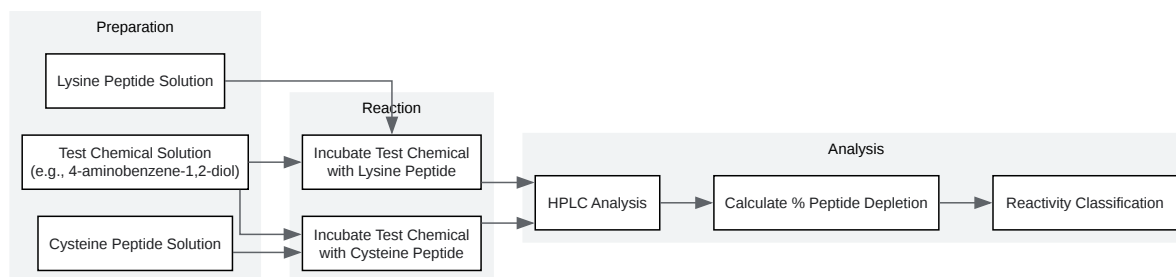 Preparation
Lysine Peptide Solution
Test Chemical Solution
(e.g., 4-aminobenzene-1,2-diol)
Cysteine Peptide Solution
Reaction
Incubate Test Chemical
with Lysine Peptide
Incubate Test Chemical
with Cysteine Peptide
Analysis
HPLC Analysis
Calculate % Peptide Depletion
Reactivity Classification